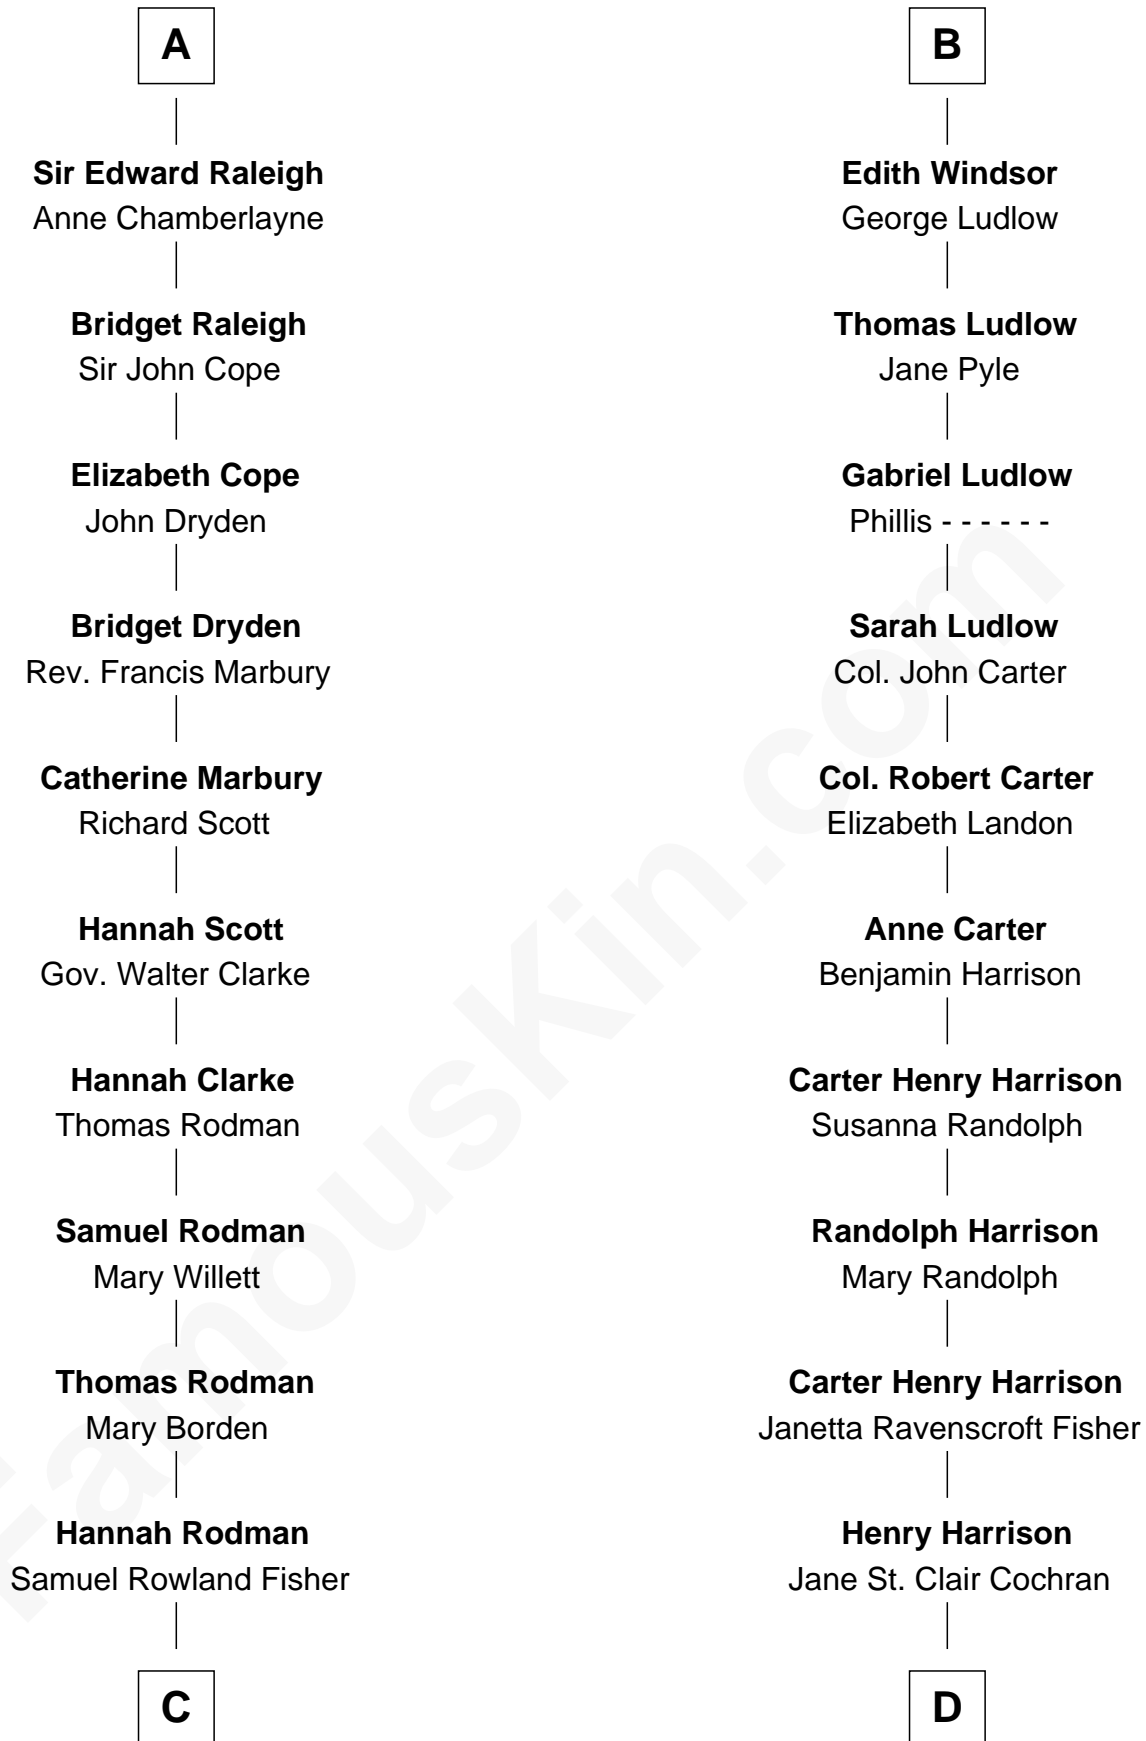 A
Sir Edward Raleigh
Anne Chamberlayne
Bridget Raleigh
Sir John Cope
Elizabeth Cope
John Dryden
Bridget Dryden
Rev. Francis Marbury
Catherine Marbury
Richard Scott
Hannah Scott
Gov. Walter Clarke
Hannah Clarke
Thomas Rodman
Samuel Rodman
Mary Willett
Thomas Rodman
Mary Borden
Hannah Rodman
Samuel Rowland Fisher
C
B
Edith Windsor
George Ludlow
Thomas Ludlow
Jane Pyle
Gabriel Ludlow
Phillis - - - - - -
Sarah Ludlow
Col. John Carter
Col. Robert Carter
Elizabeth Landon
Anne Carter
Benjamin Harrison
Carter Henry Harrison
Susanna Randolph
Randolph Harrison
Mary Randolph
Carter Henry Harrison
Janetta Ravenscroft Fisher
Henry Harrison
Jane St. Clair Cochran
D
FamousKin.com